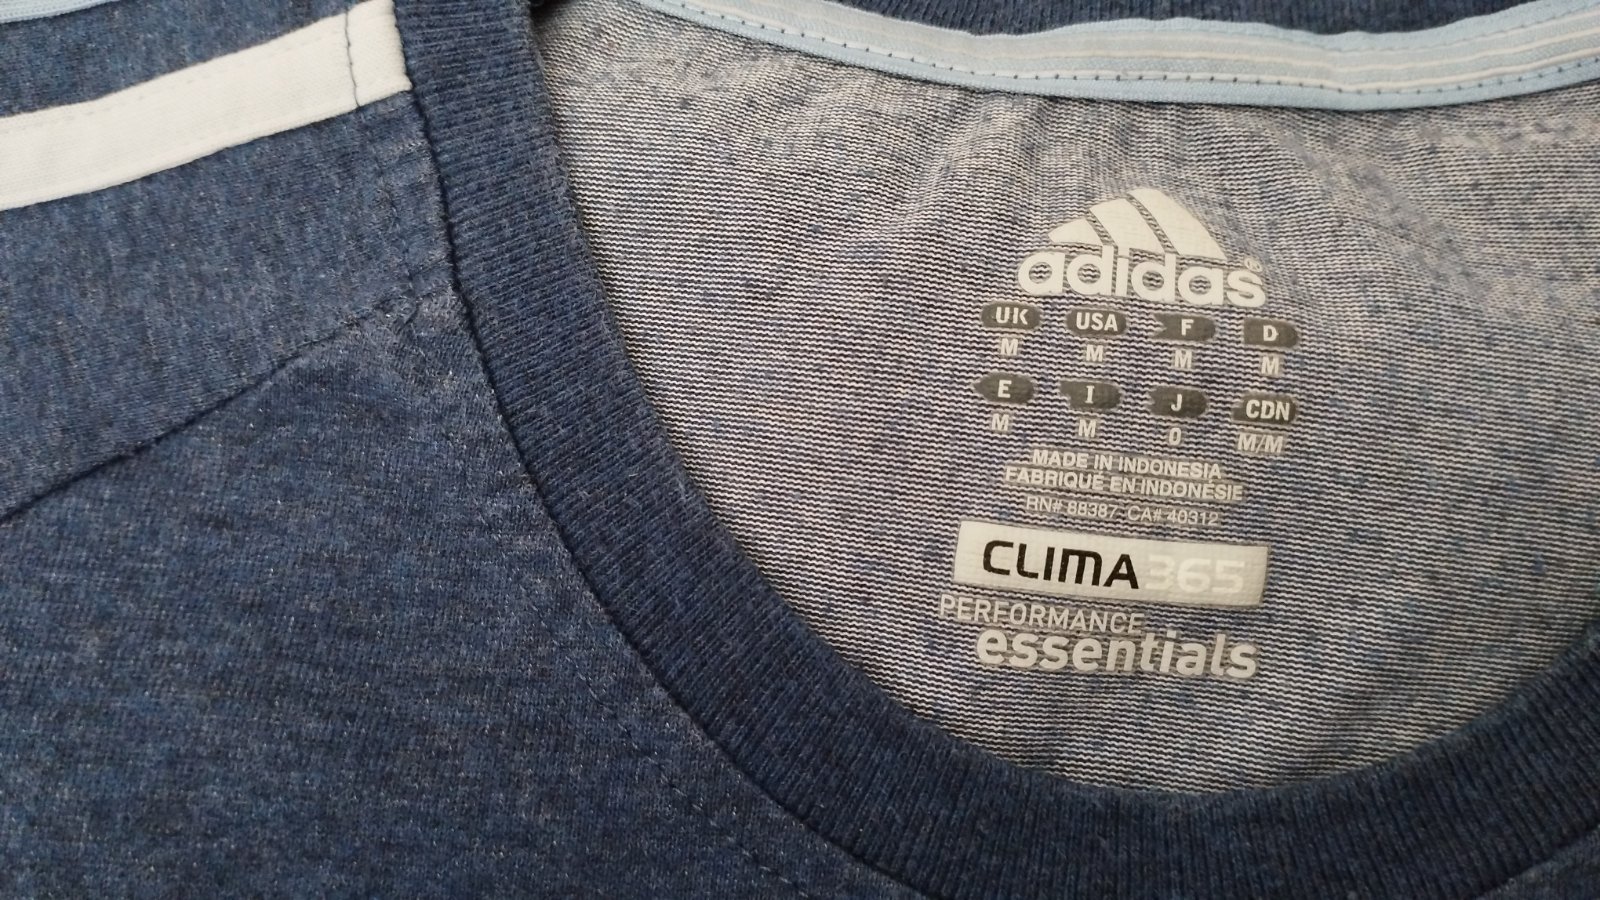 adidas®
UK USA F D
M M M M
E I J CDN
M M O M/M
MADE IN INDONESIA
FABRIQUÉ EN INDONÉSIE
RN# 88387 CA# 40312
CLIMA365
PERFORMANCE
essentials